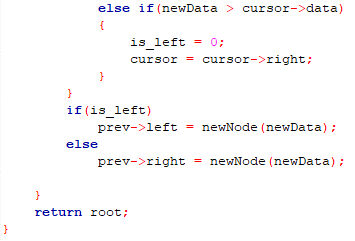 else if(newData > cursor->data)
{
is_left = 0;
cursor = cursor->right;
}
}
if(is_left)
prev->left = newNode(newData);
else
prev->right = newNode(newData);
}
return root;
}